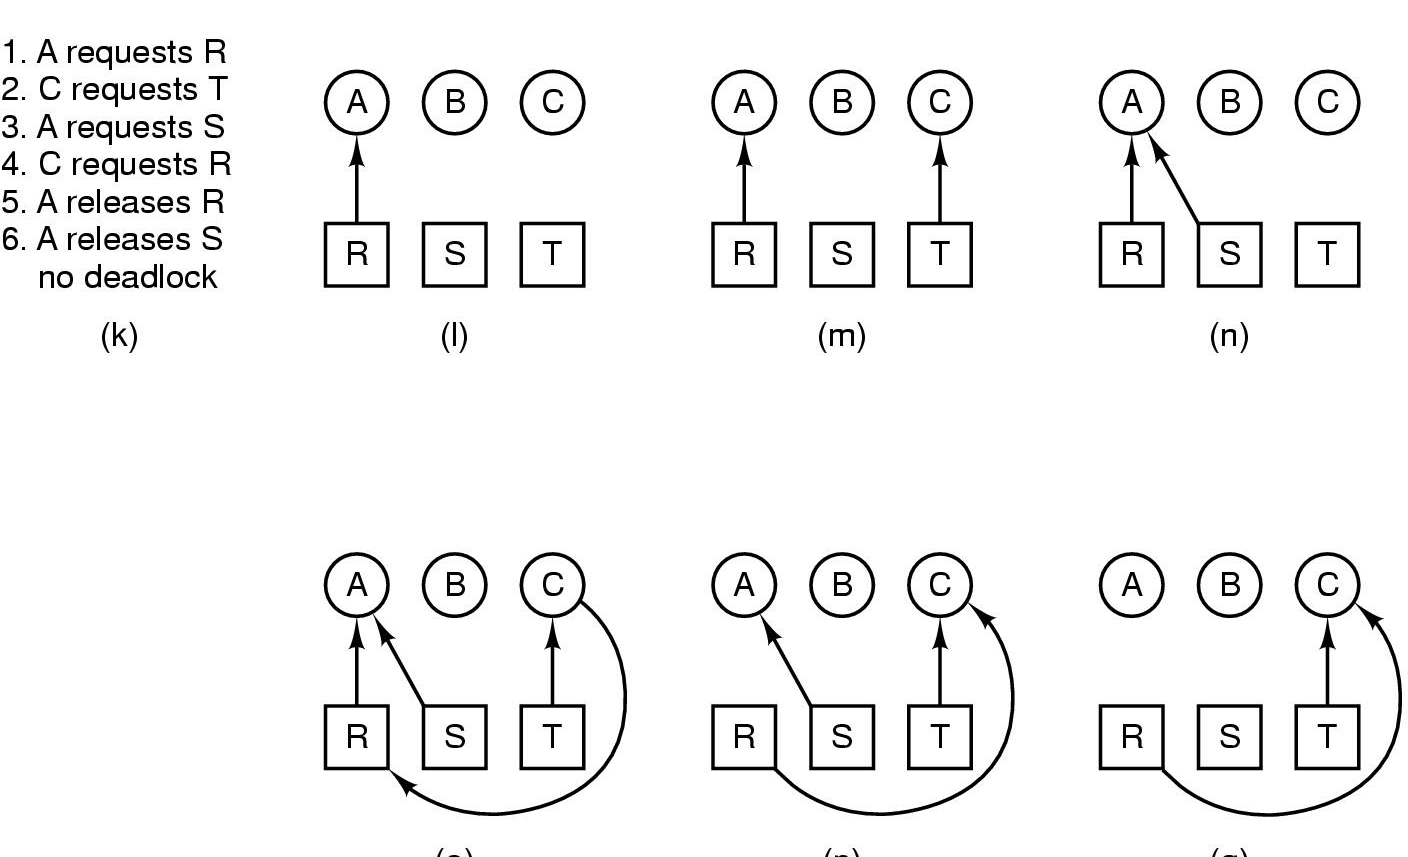 1. A requests R
2. C requests T
3. A requests S
4. C requests R
5. A releases R
6. A releases S
no deadlock
(k)
A B C
R S T
(l)
A B C
R S T
(m)
A B C
R S T
(n)
A B C
R S T
(o)
A B C
R S T
(p)
A B C
R S T
(q)